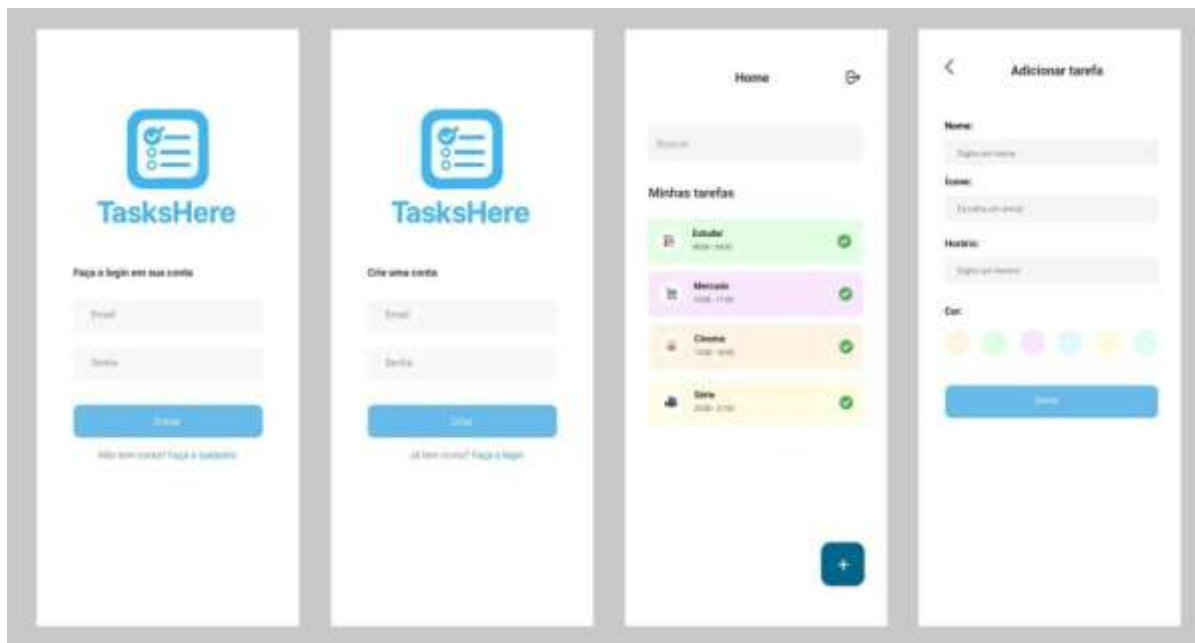 TasksHere
Faça o login em sua conta
Email
Senha
Entrar
Não tem conta? Faça o cadastro
TasksHere
Crie uma conta
Email
Senha
Criar
Já tem conta? Faça o login
Home
Buscar
Minhas tarefas
Estudar
Mercado
Cinema
Série
+
Adicionar tarefa
Nome:
Digite um nome
Ícone:
Escolha um emoji
Horário:
Digite um horário
Cor: